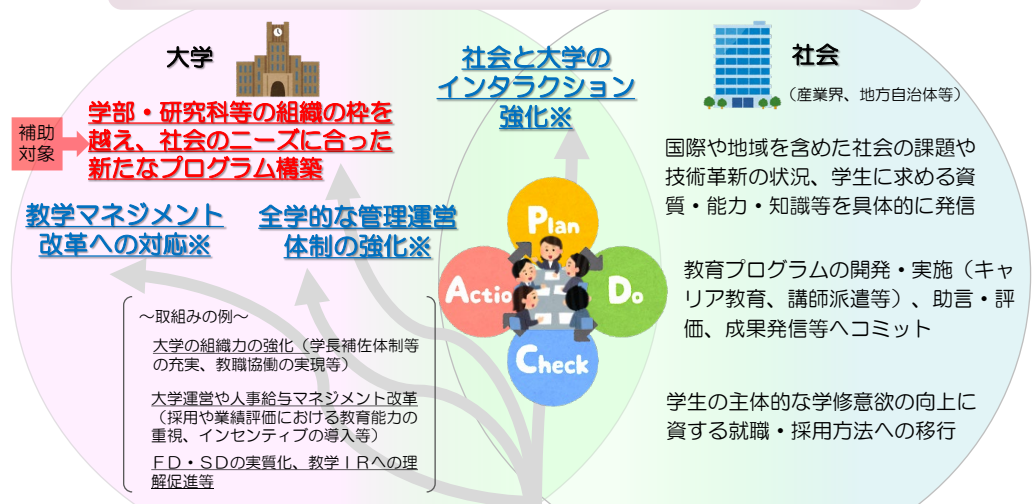 大学
補助
対象
学部・研究科等の組織の枠を
越え、社会のニーズに合った
新たなプログラム構築
教学マネジメント
改革への対応※
全学的な管理運営
体制の強化※
～取組みの例～
大学の組織力の強化（学長補佐体制等
の充実、教職協働の実現等）
大学運営や人事給与マネジメント改革
（採用や業績評価における教育能力の
重視、インセンティブの導入等）
ＦＤ・ＳＤの実質化、教学ＩＲへの理
解促進等
社会と大学の
インタラクション
強化※
Plan
Do
Check
Actio
社会
（産業界、地方自治体等）
国際や地域を含めた社会の課題や
技術革新の状況、学生に求める資
質・能力・知識等を具体的に発信
教育プログラムの開発・実施（キャ
リア教育、講師派遣等）、助言・評
価、成果発信等へコミット
学生の主体的な学修意欲の向上に
資する就職・採用方法への移行